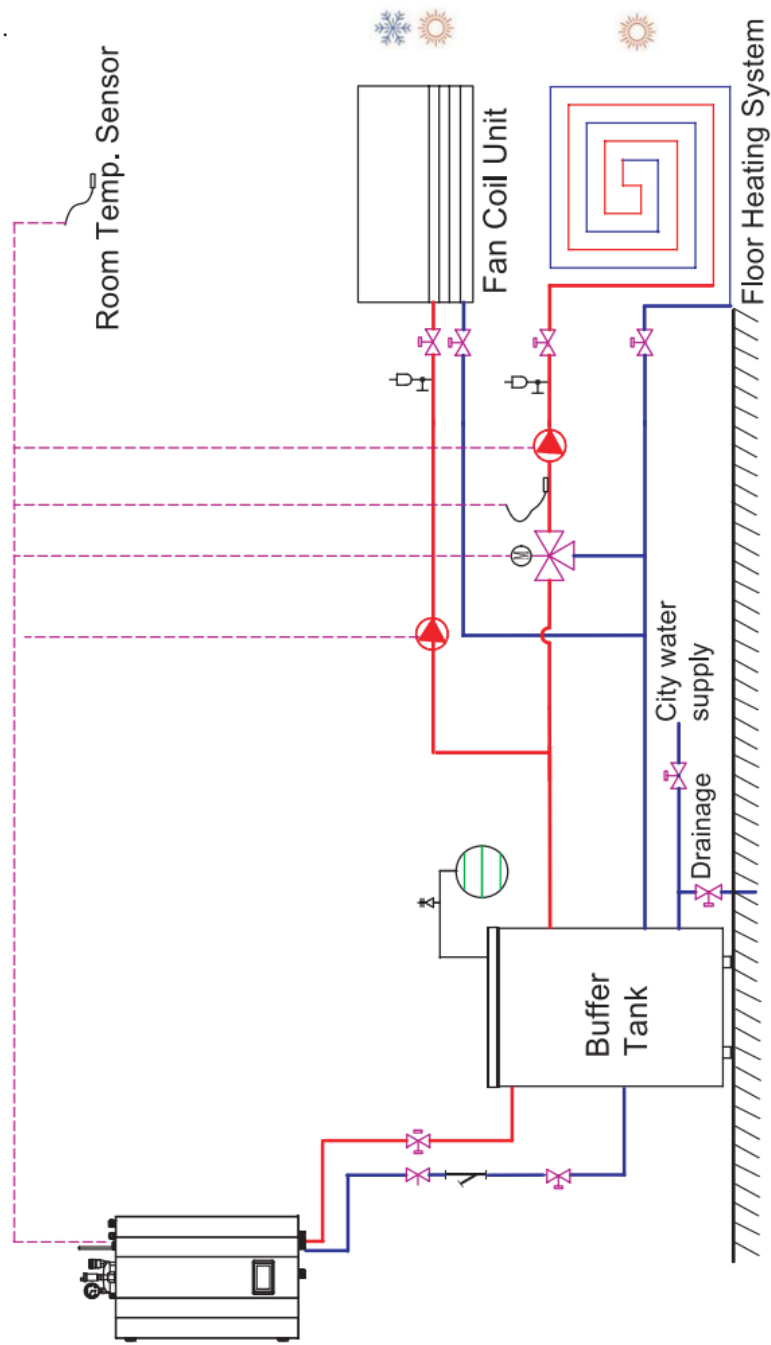 Room Temp. Sensor
Fan Coil Unit
Floor Heating System
City water
supply
Drainage
Buffer
Tank
M